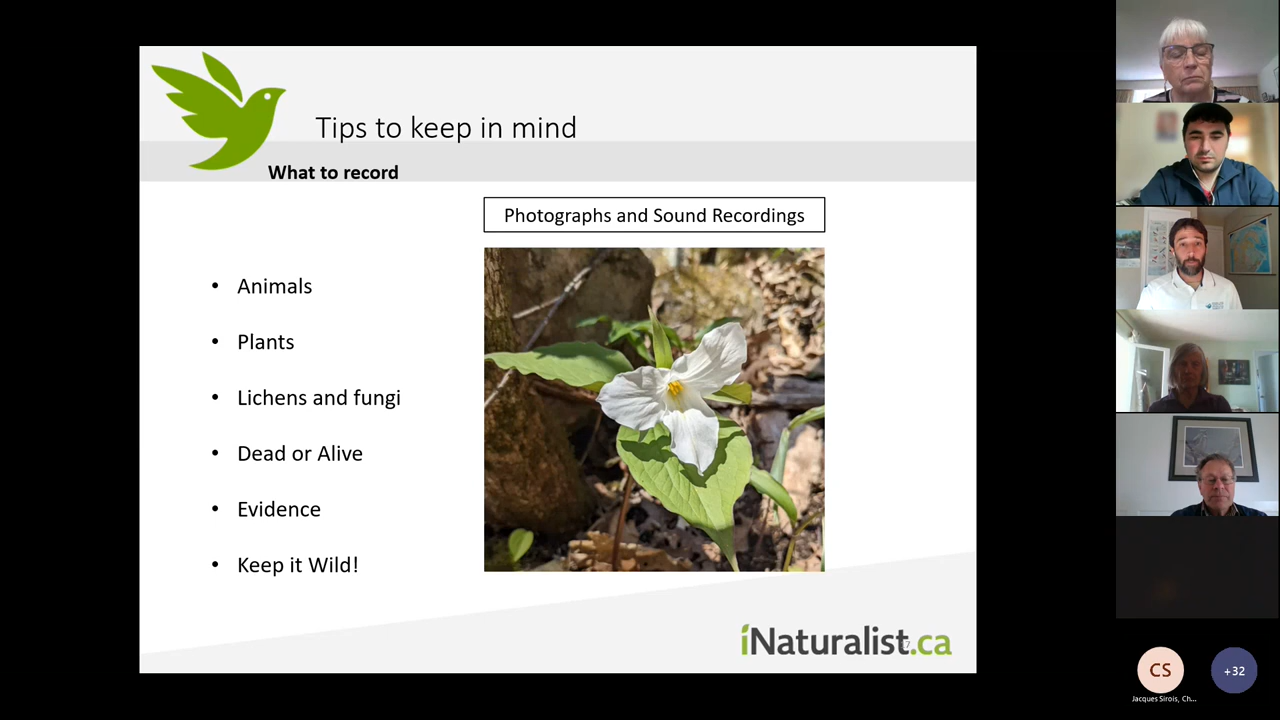 Tips to keep in mind
What to record
Photographs and Sound Recordings
• Animals
• Plants
• Lichens and fungi
• Dead or Alive
• Evidence
• Keep it Wild!
iNaturalist.ca
CS
+32
Jacques Sirois, Ch...